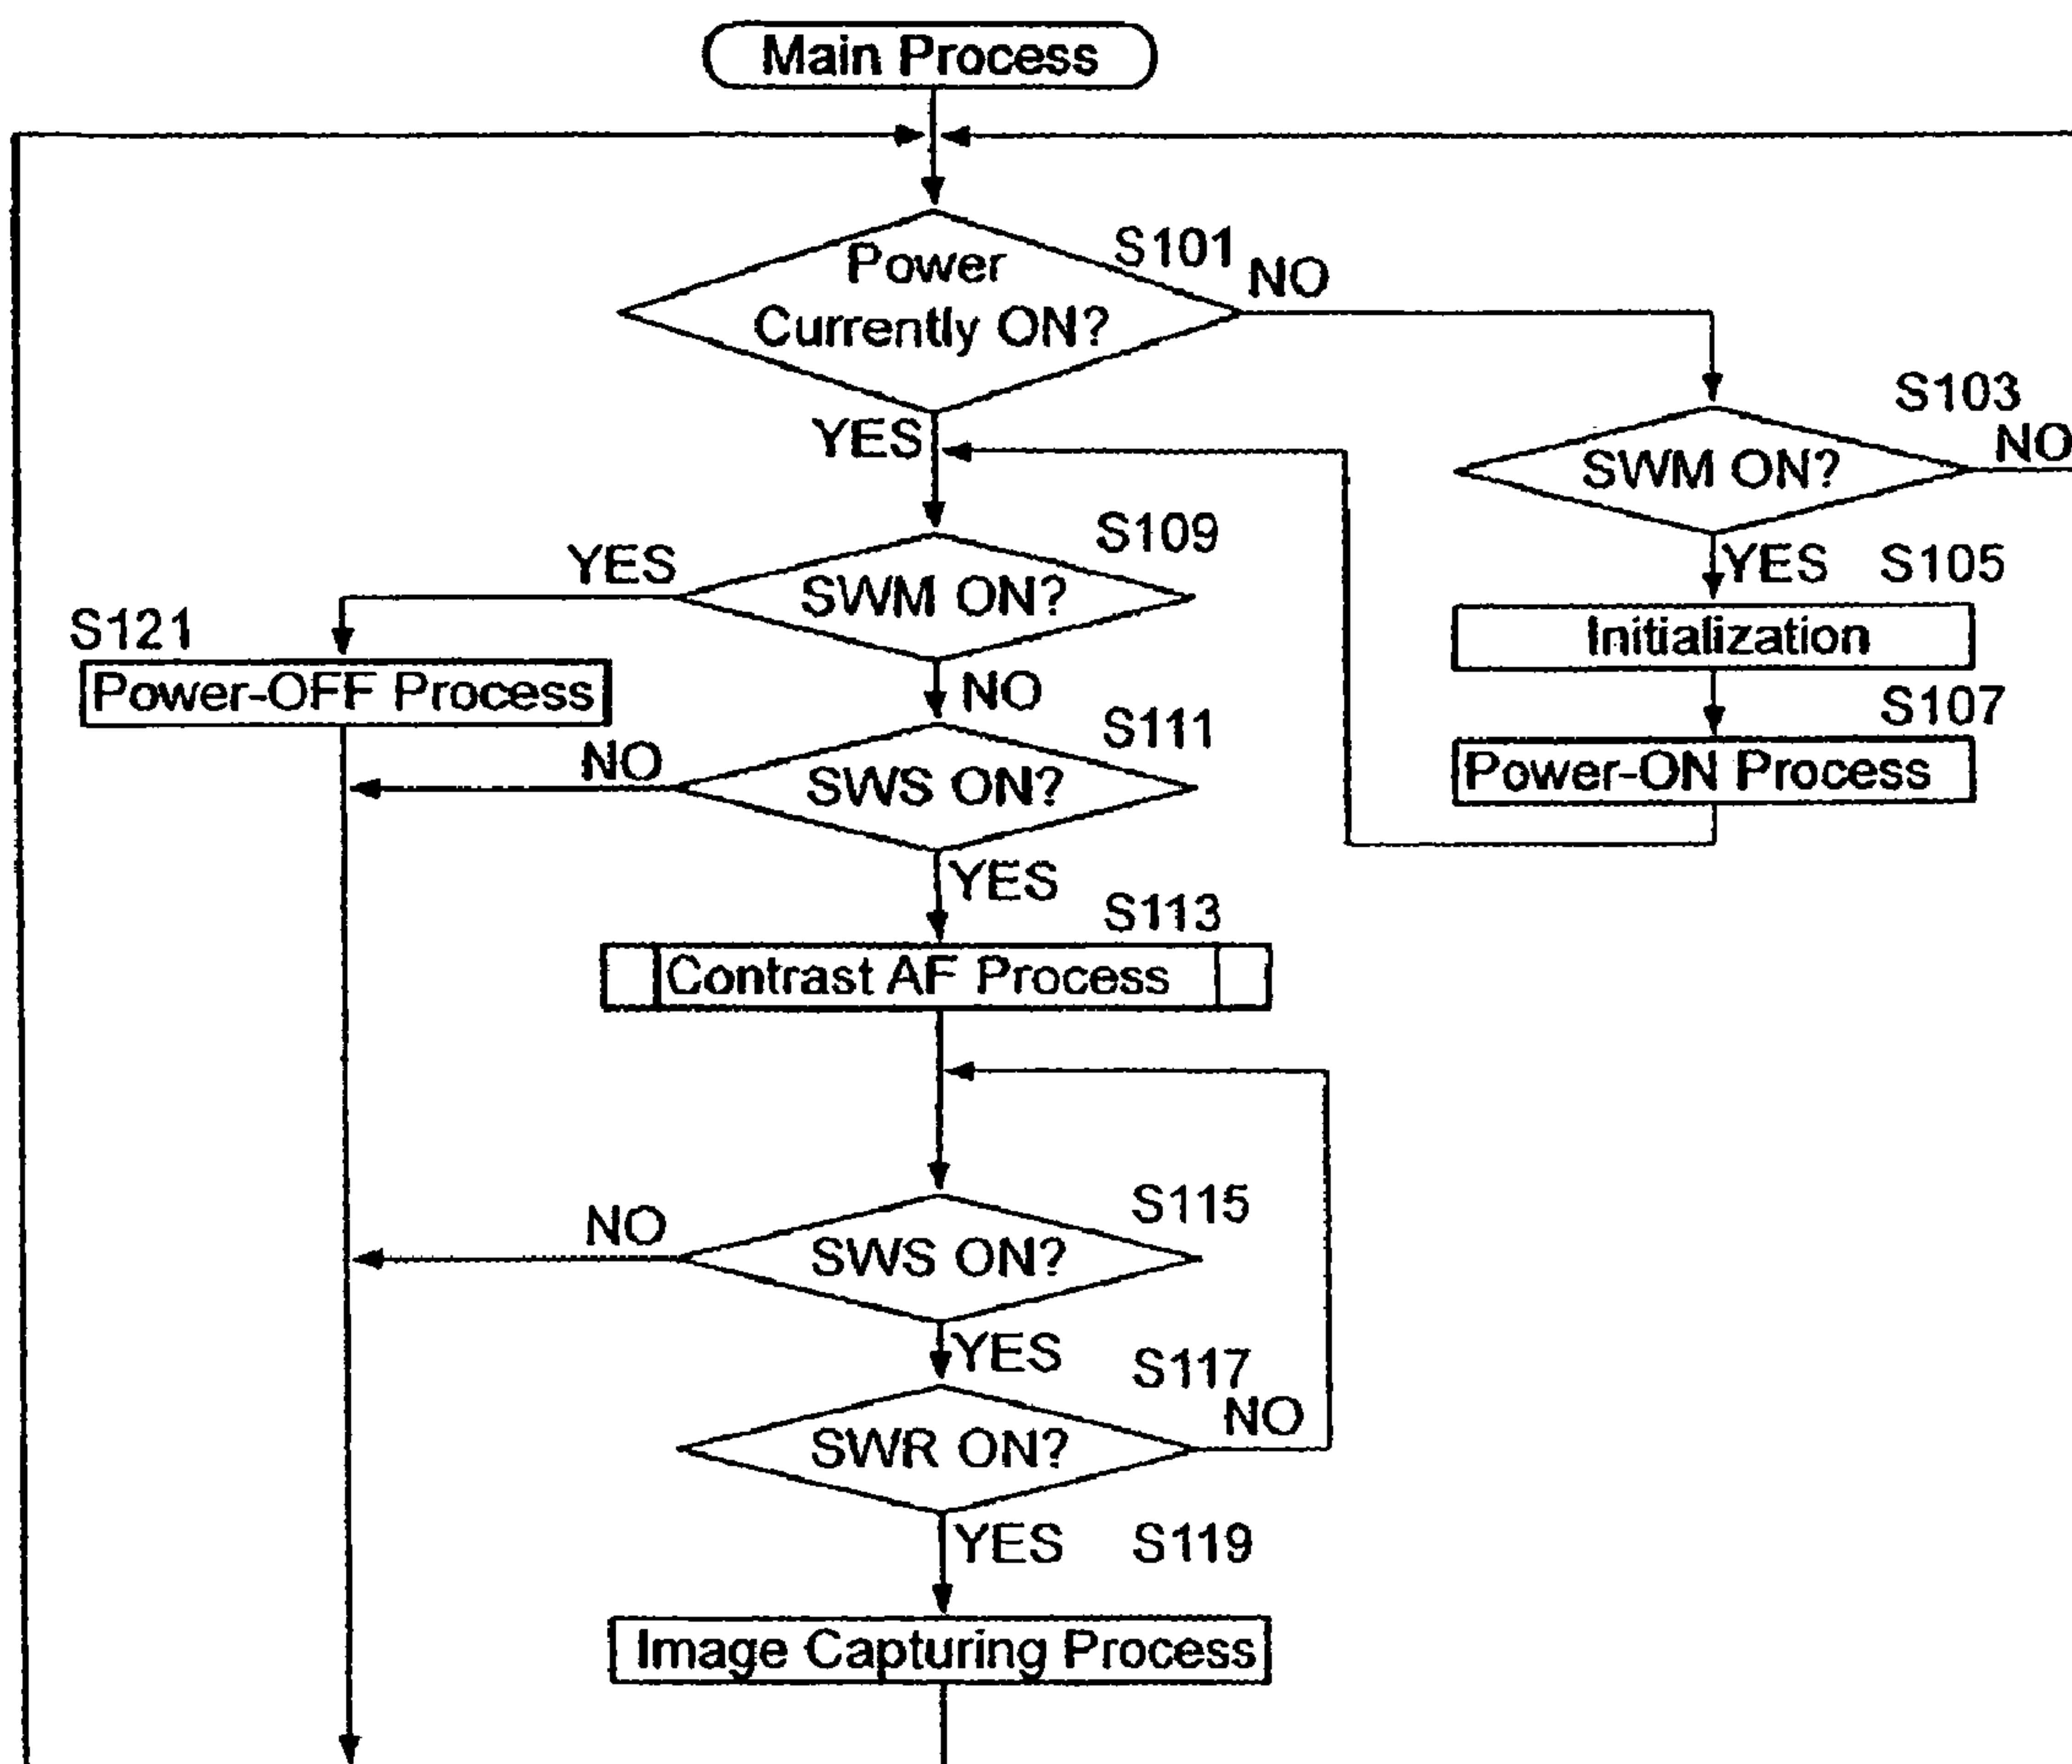 Main Process
S101
Power
Currently ON?
NO
YES
S103
NO
SWM ON?
YES
S105
Initialization
S107
Power-ON Process
S109
YES
SWM ON?
S121
Power-OFF Process
NO
S111
NO
SWS ON?
YES
S113
Contrast AF Process
S115
NO
SWS ON?
YES
S117
NO
SWR ON?
YES
S119
Image Capturing Process